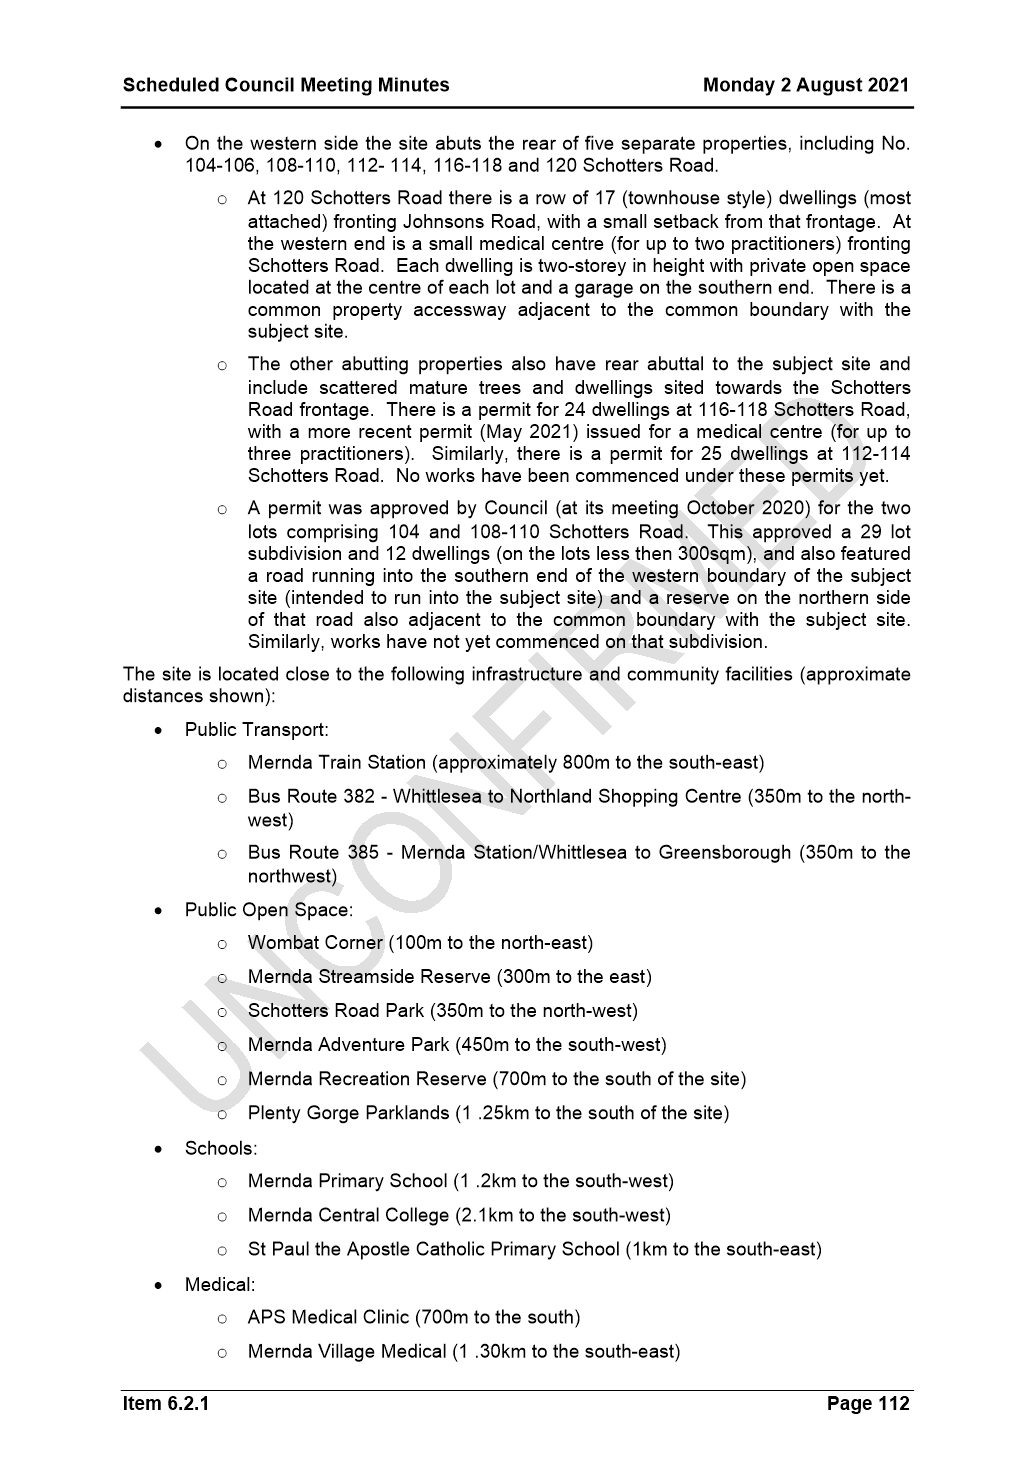 Scheduled Council Meeting Minutes Monday 2 August 2021
• On the western side the site abuts the rear of five separate properties, including No.
104-106, 108-110, 112- 114, 116-118 and 120 Schotters Road.
o At 120 Schotters Road there is a row of 17 (townhouse style) dwellings (most
attached) fronting Johnsons Road, with a small setback from that frontage. At
the western end is a small medical centre (for up to two practitioners) fronting
Schotters Road. Each dwelling is two-storey in height with private open space
located at the centre of each lot and a garage on the southern end. There is a
common property accessway adjacent to the common boundary with the
subject site.
o The other abutting properties also have rear abuttal to the subject site and
include scattered mature trees and dwellings sited towards the Schotters
Road frontage. There is a permit for 24 dwellings at 116-118 Schotters Road,
with a more recent permit (May 2021) issued for a medical centre (for up to
three practitioners). Similarly, there is a permit for 25 dwellings at 112-114
Schotters Road. No works have been commenced under these permits yet.
o A permit was approved by Council (at its meeting October 2020) for the two
lots comprising 104 and 108-110 Schotters Road. This approved a 29 lot
subdivision and 12 dwellings (on the lots less then 300sqm), and also featured
a road running into the southern end of the western boundary of the subject
site (intended to run into the subject site) and a reserve on the northern side
of that road also adjacent to the common boundary with the subject site.
Similarly, works have not yet commenced on that subdivision.
The site is located close to the following infrastructure and community facilities (approximate
distances shown):
• Public Transport:
o Mernda Train Station (approximately 800m to the south-east)
o Bus Route 382 - Whittlesea to Northland Shopping Centre (350m to the north-
west)
o Bus Route 385 - Mernda Station/Whittlesea to Greensborough (350m to the
northwest)
• Public Open Space:
o Wombat Corner (100m to the north-east)
o Mernda Streamside Reserve (300m to the east)
o Schotters Road Park (350m to the north-west)
o Mernda Adventure Park (450m to the south-west)
o Mernda Recreation Reserve (700m to the south of the site)
o Plenty Gorge Parklands (1 .25km to the south of the site)
• Schools:
o Mernda Primary School (1 .2km to the south-west)
o Mernda Central College (2.1km to the south-west)
o St Paul the Apostle Catholic Primary School (1km to the south-east)
• Medical:
o APS Medical Clinic (700m to the south)
o Mernda Village Medical (1 .30km to the south-east)
Item 6.2.1 Page 112
UNCONFIRMED